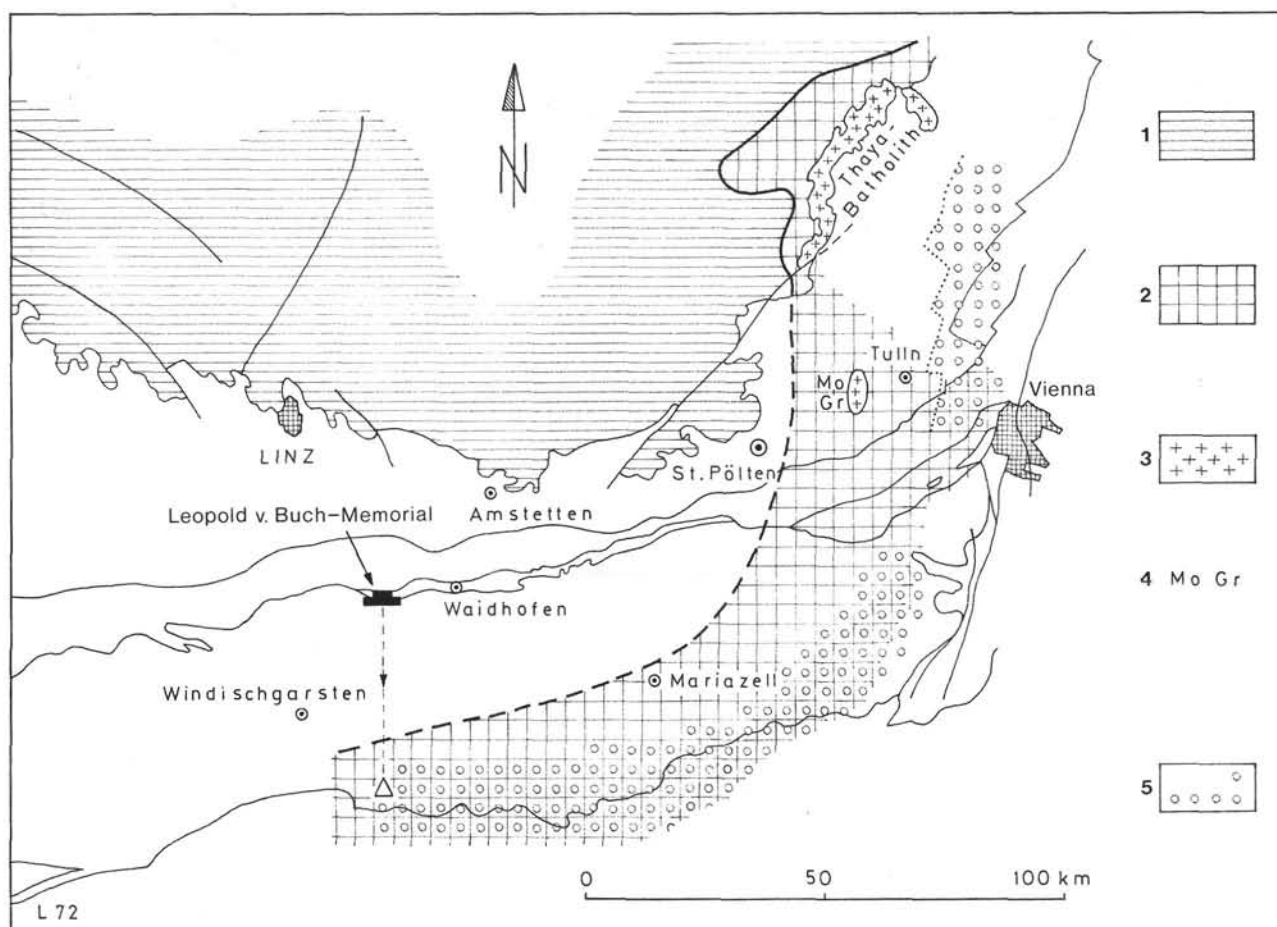 N
Thaya-
Batholith
1
2
3
4 Mo Gr
5
Tulln
Mo
Gr
Vienna
LINZ
St. Pölten
Leopold v. Buch–Memorial
Amstetten
Waidhofen
Windischgarsten
Mariazell
0 50 100 km
L 72